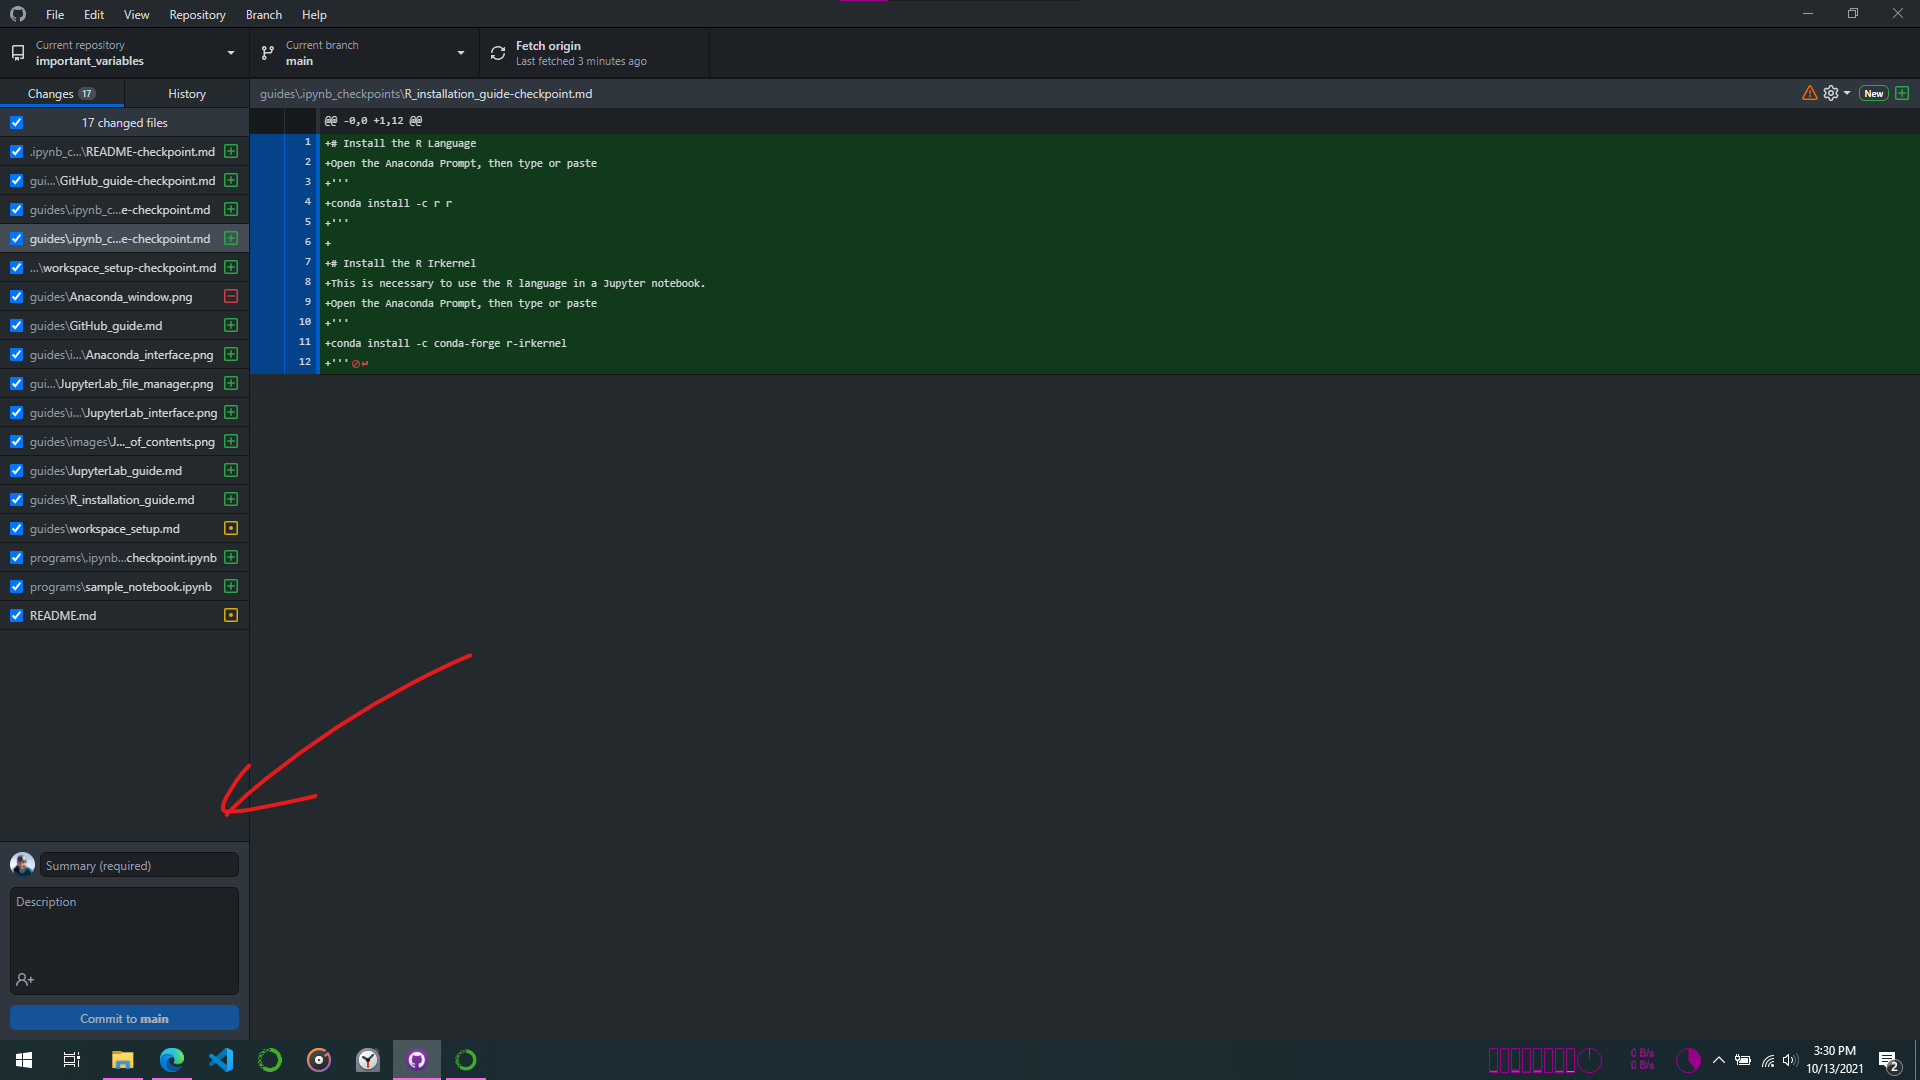 File Edit View Repository Branch Help
Current repository
important_variables
Current branch
main
Fetch origin
Last fetched 3 minutes ago
Changes 17
History
guides\.ipynb_checkpoints\R_installation_guide-checkpoint.md
New
17 changed files
.ipynb_c...\README-checkpoint.md
gui...\GitHub_guide-checkpoint.md
guides\.ipynb_c...e-checkpoint.md
guides\.ipynb_c...e-checkpoint.md
...\workspace_setup-checkpoint.md
guides\Anaconda_window.png
guides\GitHub_guide.md
guides\i...\Anaconda_interface.png
gui...\JupyterLab_file_manager.png
guides\i...\JupyterLab_interface.png
guides\images\J..._of_contents.png
guides\JupyterLab_guide.md
guides\R_installation_guide.md
guides\workspace_setup.md
programs\.ipynb...checkpoint.ipynb
programs\sample_notebook.ipynb
README.md
@@ -0,0 +1,12 @@
1 +# Install the R Language
2 +Open the Anaconda Prompt, then type or paste
3 +'''
4 +conda install -c r r
5 +'''
6 +
7 +# Install the R Irkernel
8 +This is necessary to use the R language in a Jupyter notebook.
9 +Open the Anaconda Prompt, then type or paste
10 +'''
11 +conda install -c conda-forge r-irkernel
12 +'''
Summary (required)
Description
Commit to main
0 B/s
0 B/s
3:30 PM
10/13/2021
2